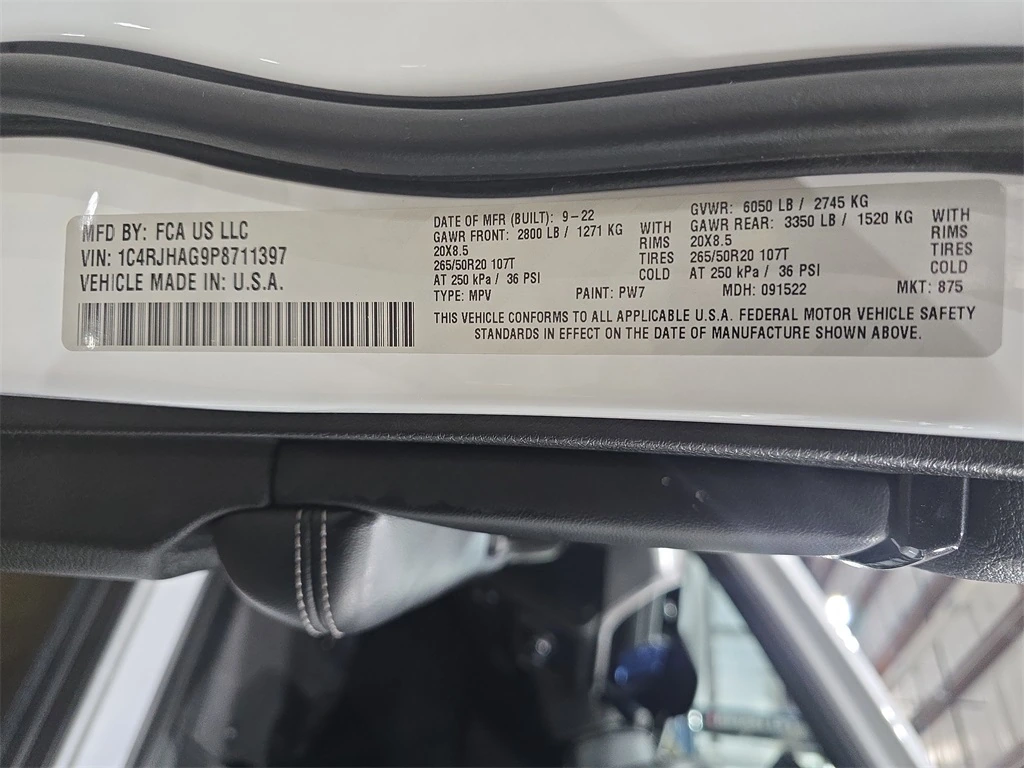 MFD BY: FCA US LLC
VIN: 1C4RJHAG9P8711397
VEHICLE MADE IN: U.S.A.
DATE OF MFR (BUILT): 9-22
GAWR FRONT: 2800 LB / 1271 KG WITH
20X8.5 RIMS
265/50R20 107T TIRES
AT 250 kPa / 36 PSI COLD
GVWR: 6050 LB / 2745 KG
GAWR REAR: 3350 LB / 1520 KG WITH
20X8.5 RIMS
265/50R20 107T TIRES
AT 250 kPa / 36 PSI COLD
TYPE: MPV PAINT: PW7 MDH: 091522 MKT: 875
THIS VEHICLE CONFORMS TO ALL APPLICABLE U.S.A. FEDERAL MOTOR VEHICLE SAFETY
STANDARDS IN EFFECT ON THE DATE OF MANUFACTURE SHOWN ABOVE.